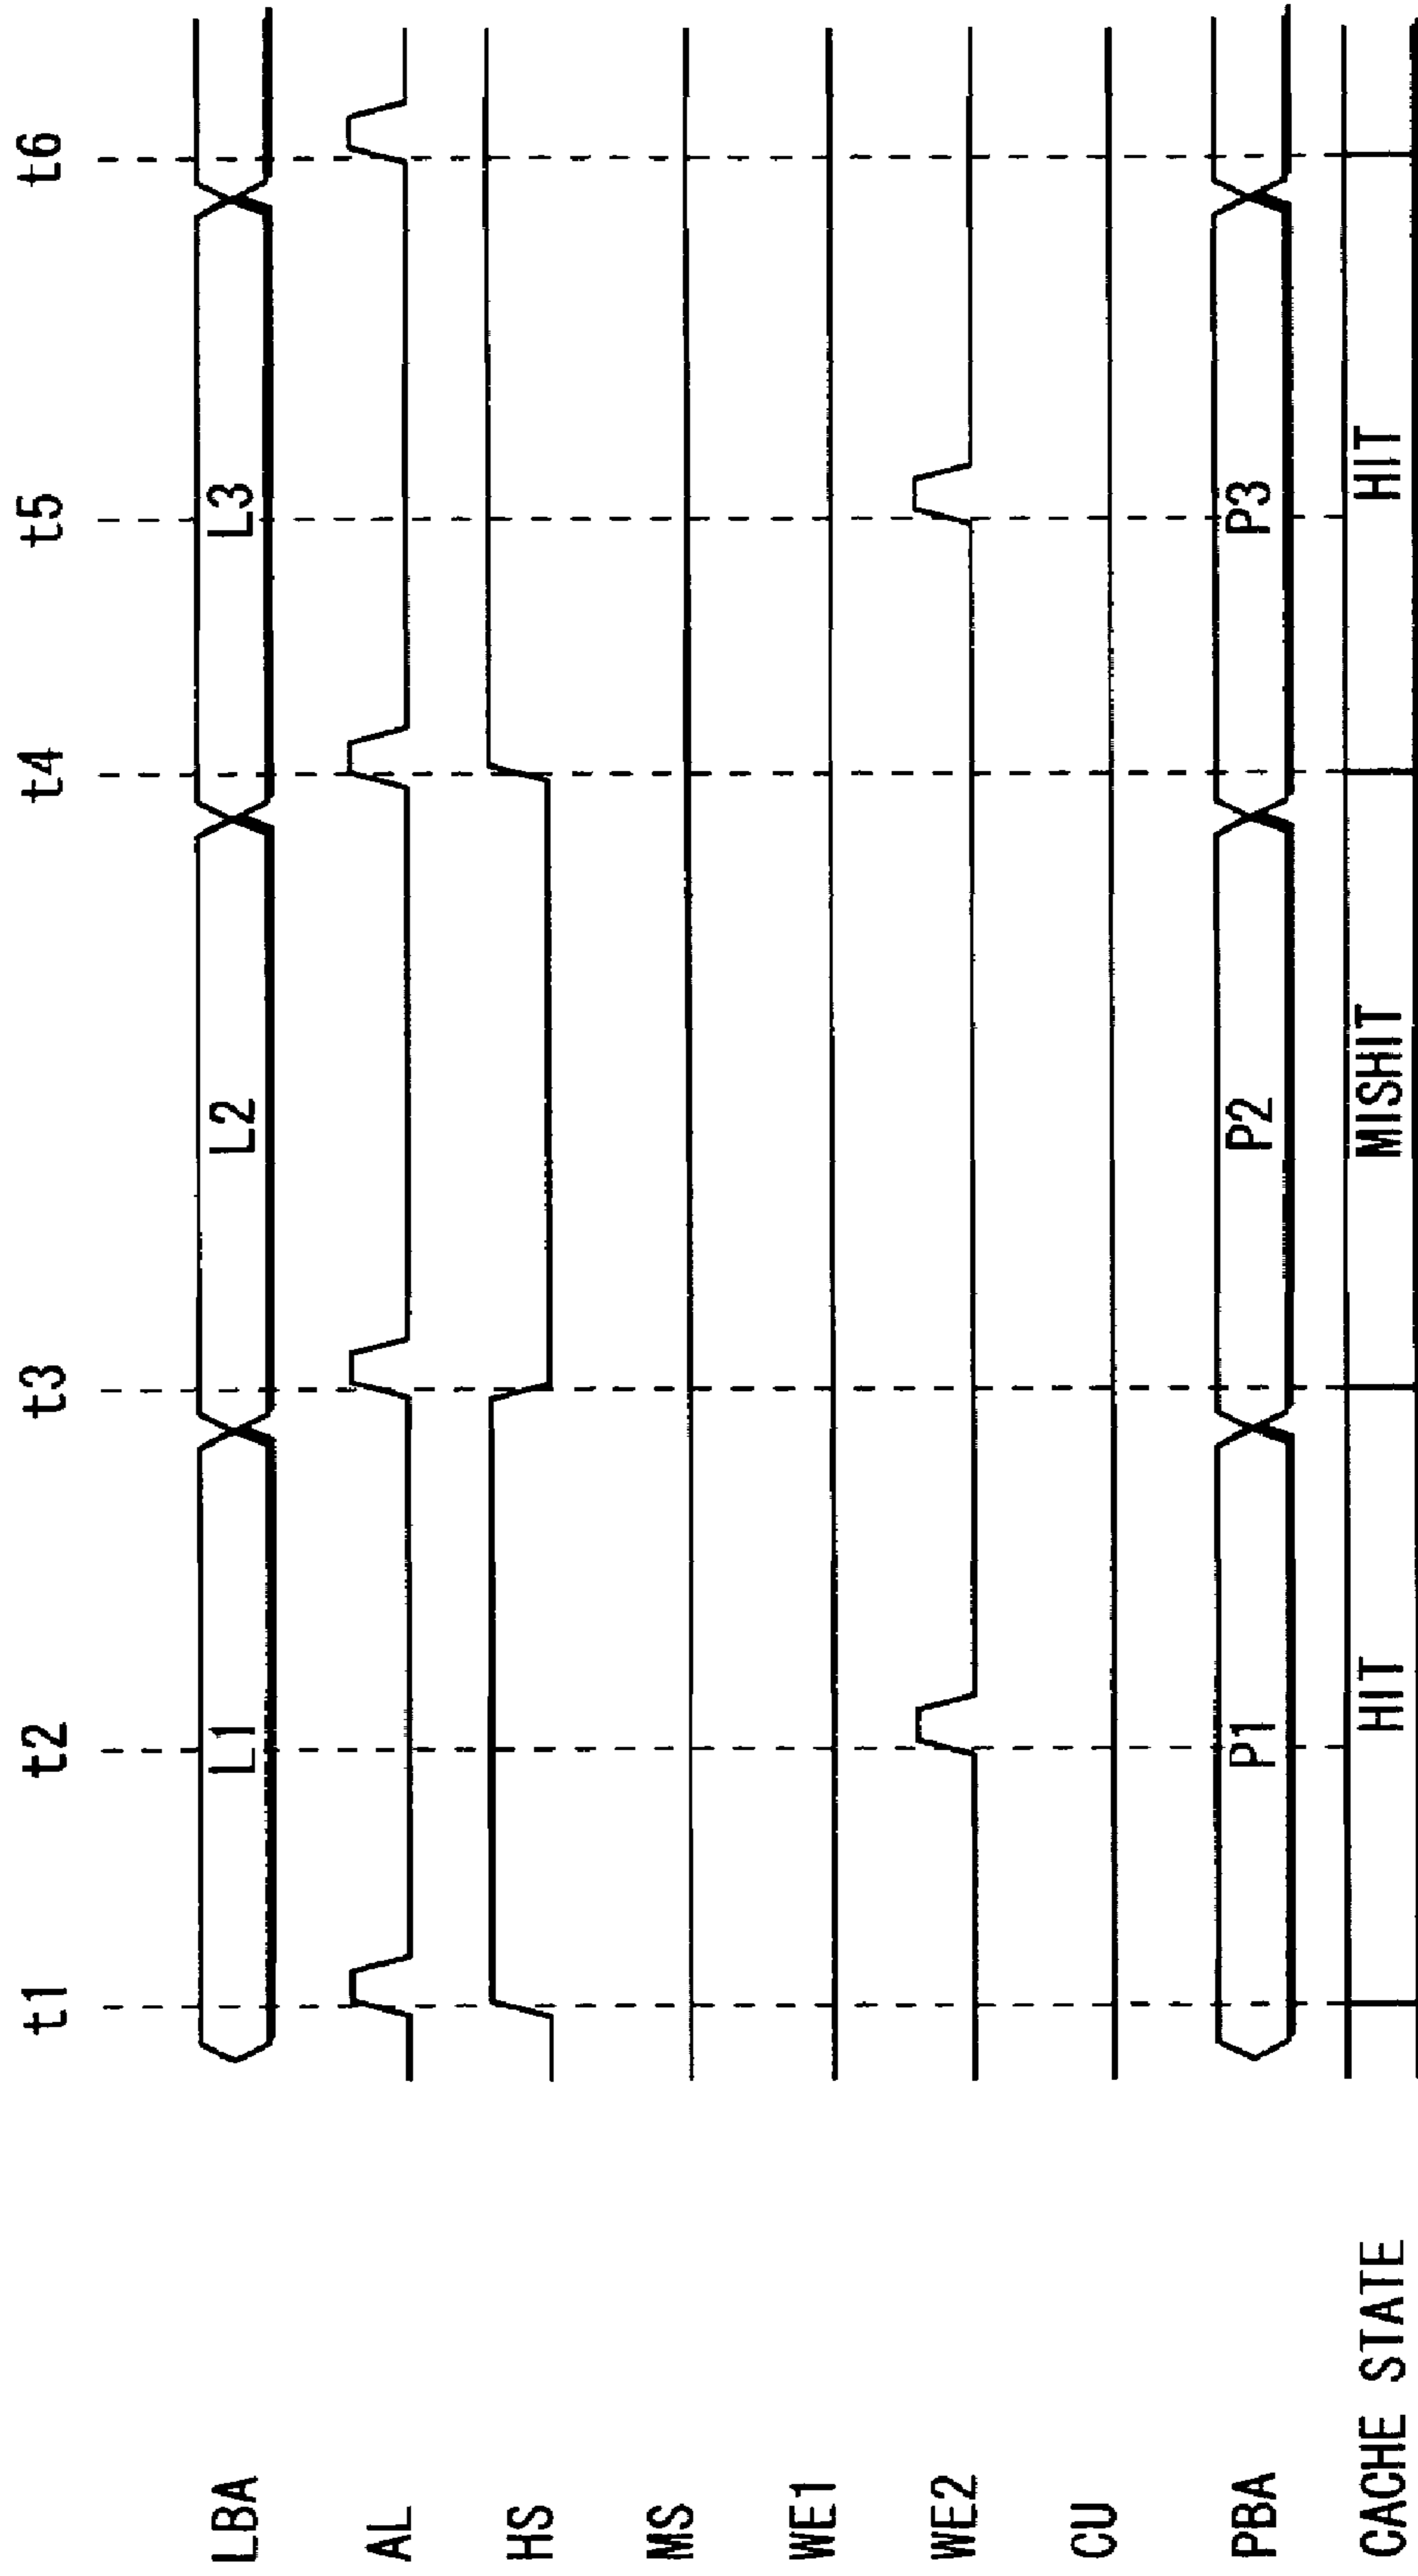 t1 t2 t3 t4 t5 t6
LBA L1 L2 L3
AL
HS
MS
WE1
WE2
CU
PBA P1 P2 P3
CACHE STATE HIT MISHIT HIT